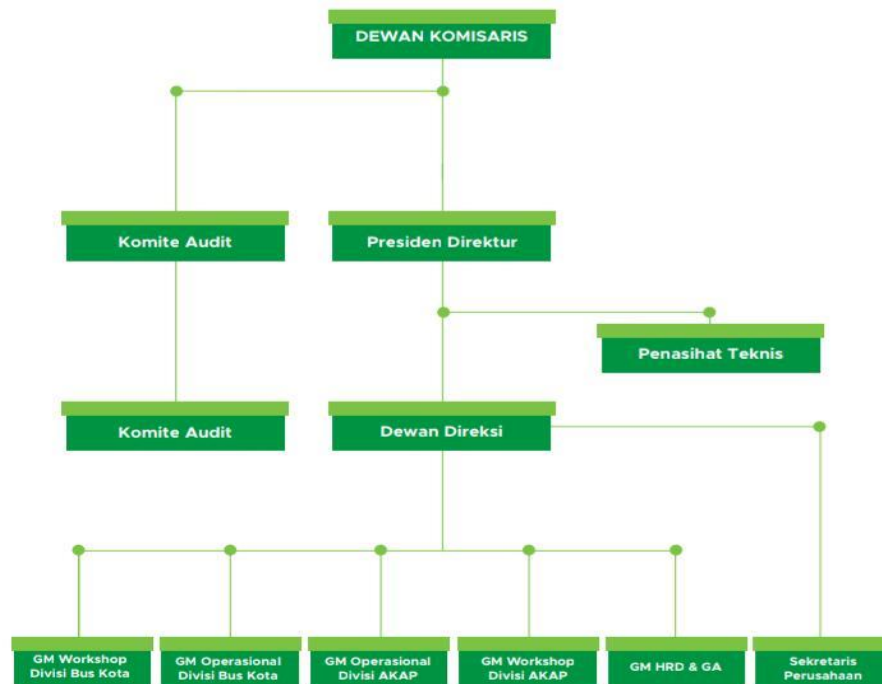 DEWAN KOMISARIS
Komite Audit
Presiden Direktur
Penasihat Teknis
Komite Audit
Dewan Direksi
GM Workshop
Divisi Bus Kota
GM Operasional
Divisi Bus Kota
GM Operasional
Divisi AKAP
GM Workshop
Divisi AKAP
GM HRD & GA
Sekretaris
Perusahaan